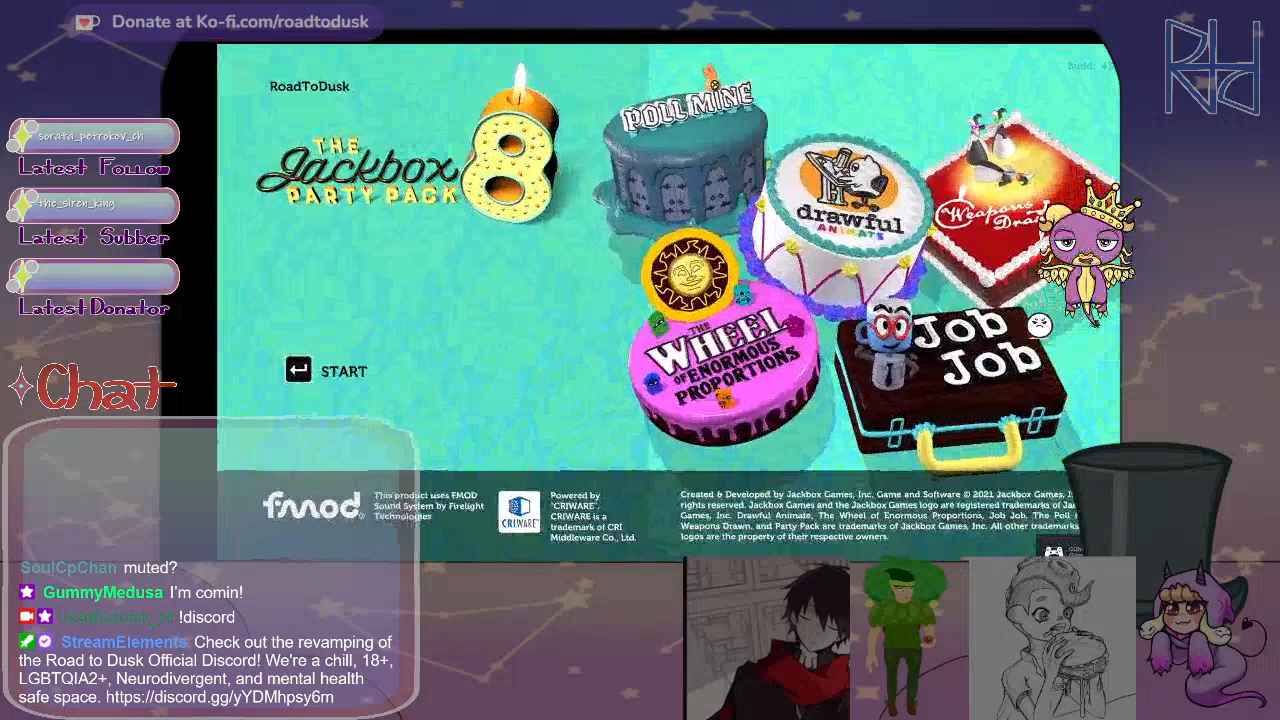 Donate at Ko-fi.com/roadtodusk
RoadToDusk
THE
Jackbox
PARTY PACK
8
POLL MINE
drawful
ANIMATE
Weapons
THE
WHEEL
OF ENORMOUS
PROPORTIONS
Job
Job
START
sorata_petrokov_ch
Latest Follow
the_siren_king
Latest Subber
Latest Donator
Chat
fmod
This product uses FMOD
Sound System by Firelight
Technologies
CRIWARE
Powered by
"CRIWARE".
CRIWARE is a
trademark of CRI
Middleware Co., Ltd.
Created & Developed by Jackbox Games, Inc. Game and Software © 2021 Jackbox Games,
rights reserved. Jackbox Games and the Jackbox Games logo are registered trademarks of
Games, Inc. Drawful Animate, The Wheel of Enormous Proportions, Job Job, The Poll
Weapons Drawn, and Party Pack are trademarks of Jackbox Games, Inc. All other trademarks
logos are the property of their respective owners.
SoulCpChan muted?
GummyMedusa I'm comin!
!discord
StreamElements Check out the revamping of
the Road to Dusk Official Discord! We're a chill, 18+,
LGBTQIA2+, Neurodivergent, and mental health
safe space. https://discord.gg/yYDMhpsy6m